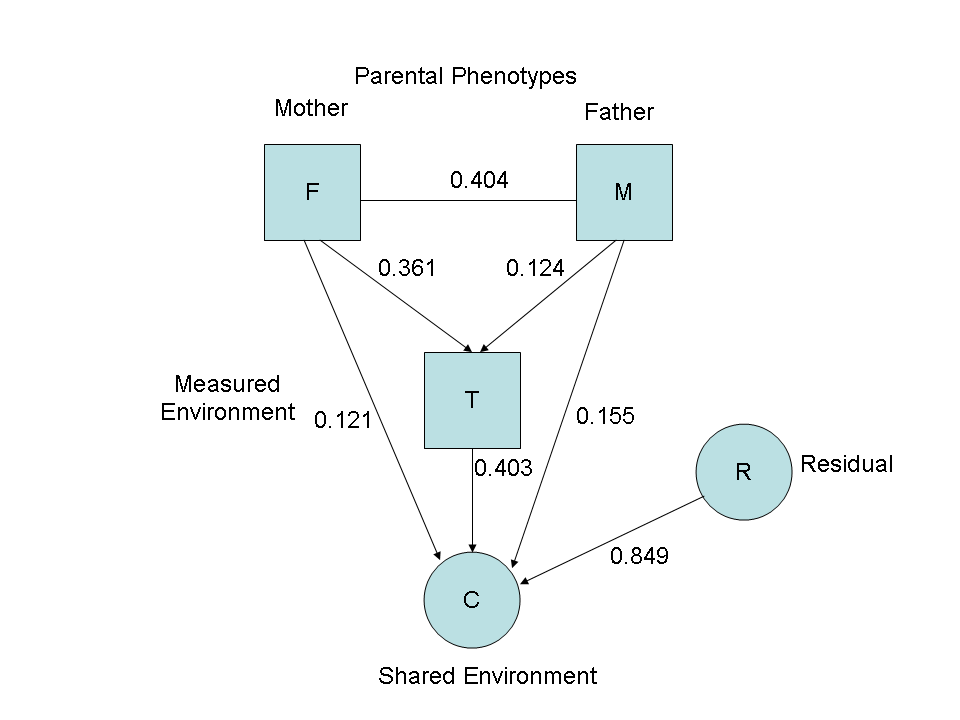 Parental Phenotypes
Mother
Father
F
0.404
M
0.361
0.124
Measured
Environment
T
0.121
0.155
0.403
R
Residual
0.849
C
Shared Environment